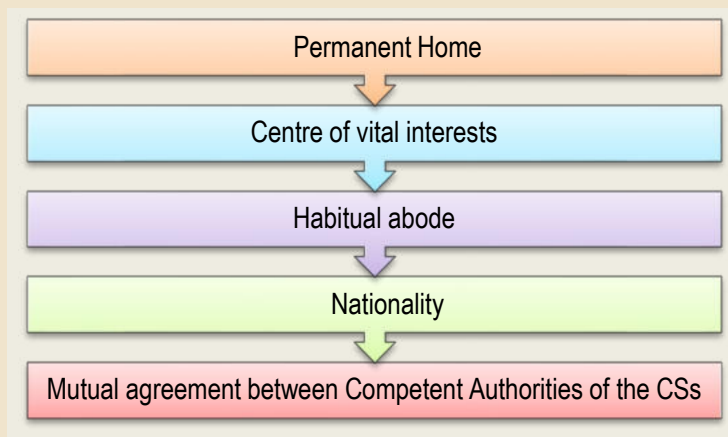 Permanent Home
Centre of vital interests
Habitual abode
Nationality
Mutual agreement between Competent Authorities of the CSs